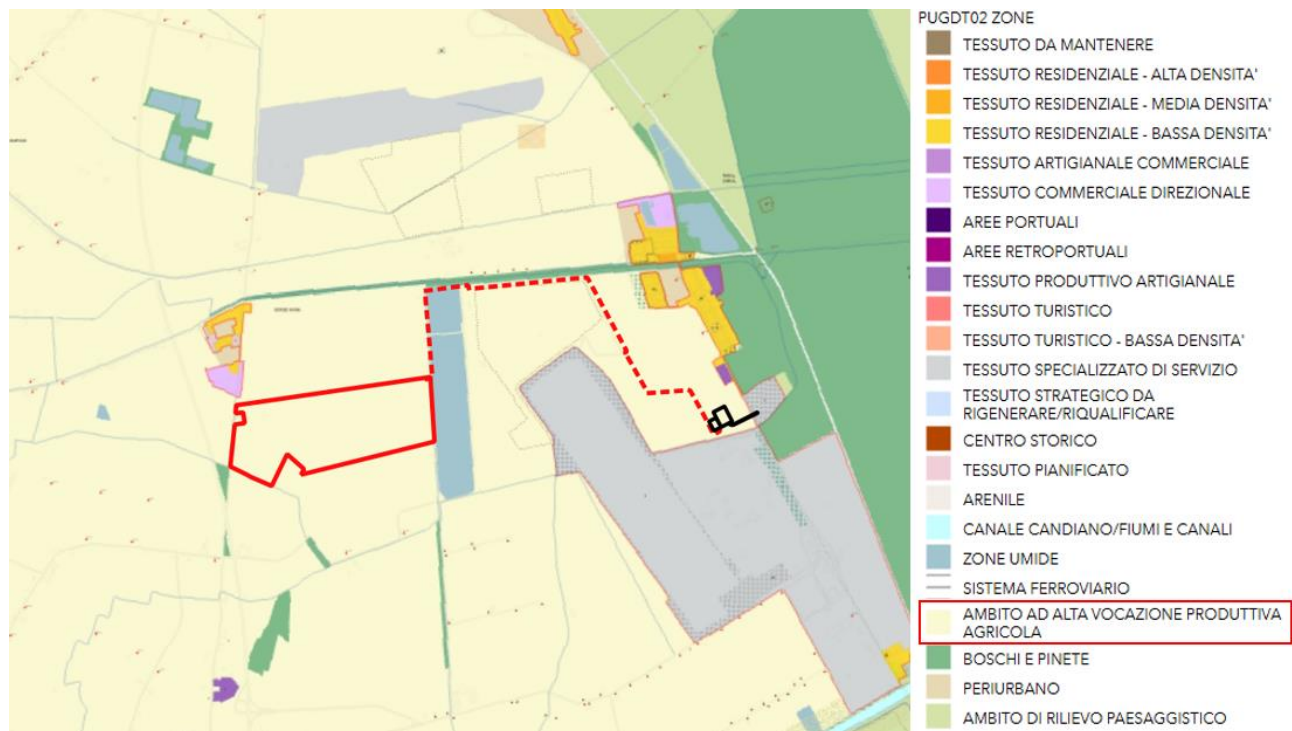 PUGDT02 ZONE
TESSUTO DA MANTENERE
TESSUTO RESIDENZIALE - ALTA DENSITA'
TESSUTO RESIDENZIALE - MEDIA DENSITA'
TESSUTO RESIDENZIALE - BASSA DENSITA'
TESSUTO ARTIGIANALE COMMERCIALE
TESSUTO COMMERCIALE DIREZIONALE
AREE PORTUALI
AREE RETROPORTUALI
TESSUTO PRODUTTIVO ARTIGIANALE
TESSUTO TURISTICO
TESSUTO TURISTICO - BASSA DENSITA'
TESSUTO SPECIALIZZATO DI SERVIZIO
TESSUTO STRATEGICO DA
RIGENERARE/RIQUALIFICARE
CENTRO STORICO
TESSUTO PIANIFICATO
ARENILE
CANALE CANDIANO/FIUMI E CANALI
ZONE UMIDE
SISTEMA FERROVIARIO
AMBITO AD ALTA VOCAZIONE PRODUTTIVA
AGRICOLA
BOSCHI E PINETE
PERIURBANO
AMBITO DI RILIEVO PAESAGGISTICO